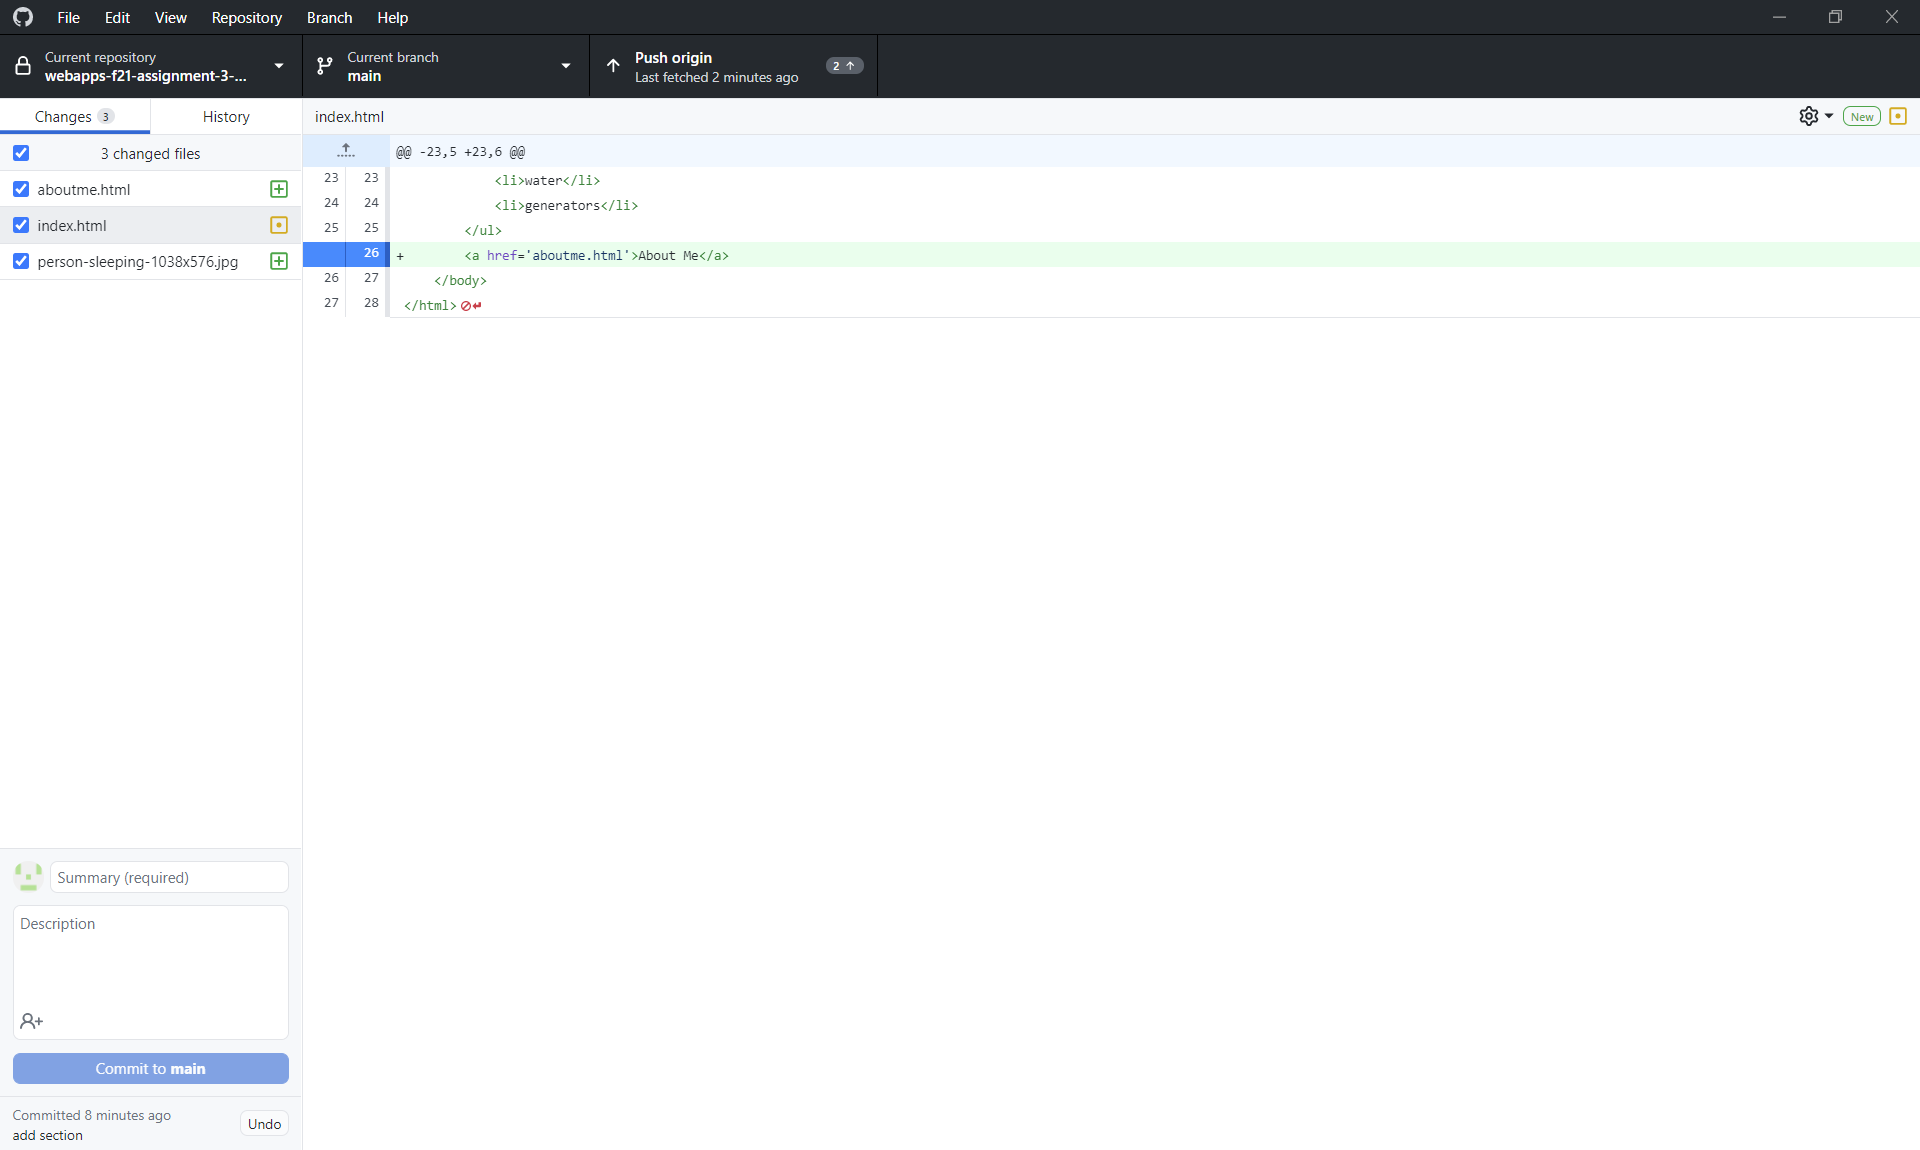 File Edit View Repository Branch Help
Current repository
webapps-f21-assignment-3-...
Current branch
main
Push origin
Last fetched 2 minutes ago
2
Changes 3
History
index.html
New
3 changed files
aboutme.html
index.html
person-sleeping-1038x576.jpg
@@ -23,5 +23,6 @@
23 23 <li>water</li>
24 24 <li>generators</li>
25 25 </ul>
26 + <a href='aboutme.html'>About Me</a>
26 27 </body>
27 28 </html>
Summary (required)
Description
Commit to main
Committed 8 minutes ago
add section
Undo